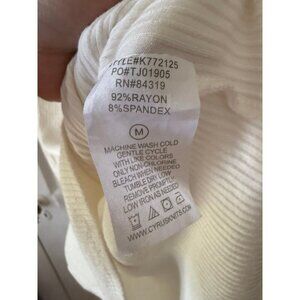 STYLE#K772125
PO#TJ01905
RN#84319
92%RAYON
8%SPANDEX
M
MACHINE WASH COLD
GENTLE CYCLE
WITH LIKE COLORS
ONLY NON-CHLORINE
BLEACH WHEN NEEDED
TUMBLE DRY LOW
REMOVE PROMPTLY
LOW IRON AS NEEDED
WWW.CYRUSKNITS.COM